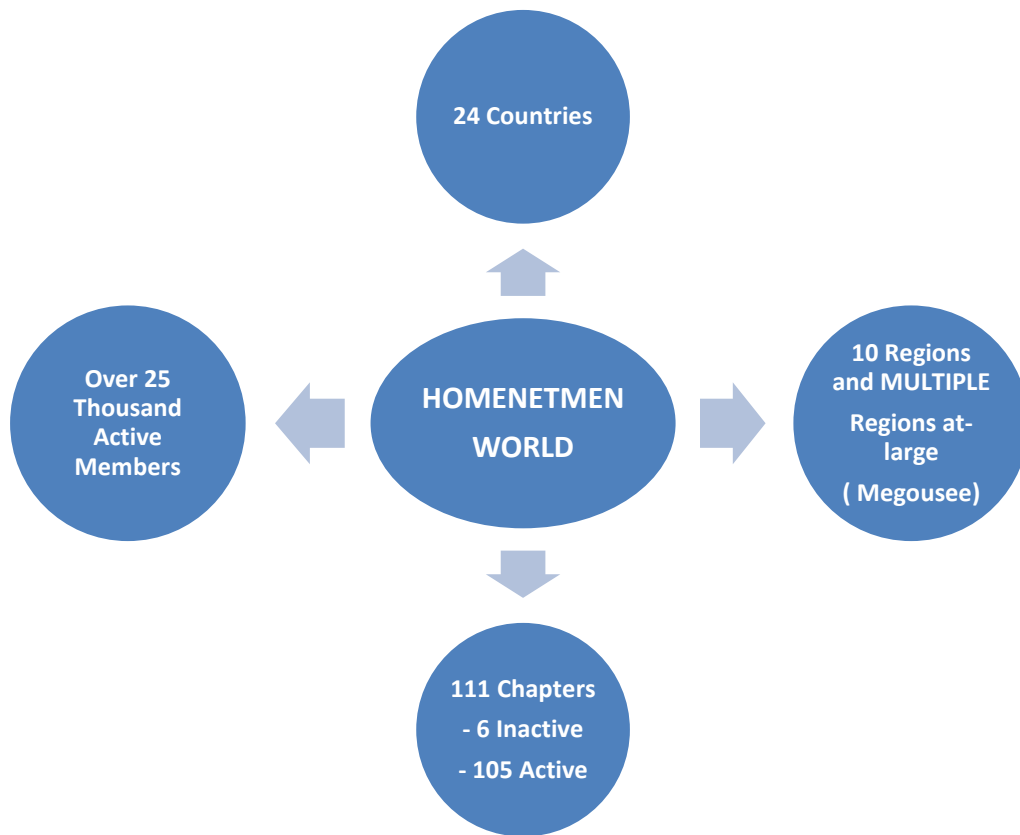 24 Countries
Over 25
Thousand
Active
Members
HOMENETMEN
WORLD
10 Regions
and MULTIPLE
Regions at-
large
( Megousee)
111 Chapters
- 6 Inactive
- 105 Active